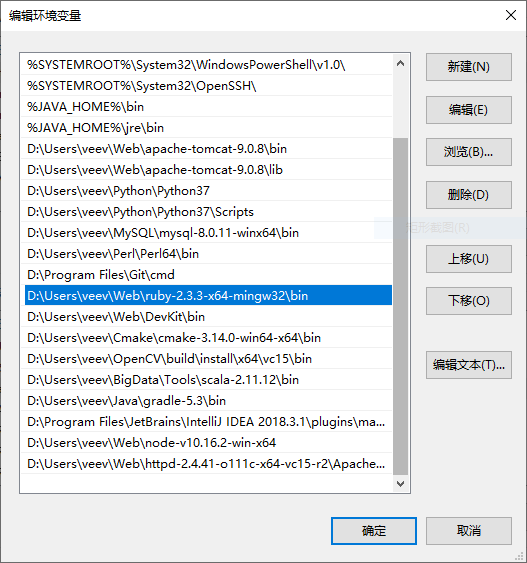 编辑环境变量
%SYSTEMROOT%\System32\WindowsPowerShell\v1.0\
%SYSTEMROOT%\System32\OpenSSH\
%JAVA_HOME%\bin
%JAVA_HOME%\jre\bin
D:\Users\veev\Web\apache-tomcat-9.0.8\bin
D:\Users\veev\Web\apache-tomcat-9.0.8\lib
D:\Users\veev\Python\Python37
D:\Users\veev\Python\Python37\Scripts
D:\Users\veev\MySQL\mysql-8.0.11-winx64\bin
D:\Users\veev\Perl\Perl64\bin
D:\Program Files\Git\cmd
D:\Users\veev\Web\ruby-2.3.3-x64-mingw32\bin
D:\Users\veev\Web\DevKit\bin
D:\Users\veev\Cmake\cmake-3.14.0-win64-x64\bin
D:\Users\veev\OpenCV\build\install\x64\vc15\bin
D:\Users\veev\BigData\Tools\scala-2.11.12\bin
D:\Users\veev\Java\gradle-5.3\bin
D:\Program Files\JetBrains\IntelliJ IDEA 2018.3.1\plugins\ma...
D:\Users\veev\Web\node-v10.16.2-win-x64
D:\Users\veev\Web\httpd-2.4.41-o111c-x64-vc15-r2\Apache...
新建(N)
编辑(E)
浏览(B)...
删除(D)
矩形截图(R)
上移(U)
下移(O)
编辑文本(T)...
确定
取消